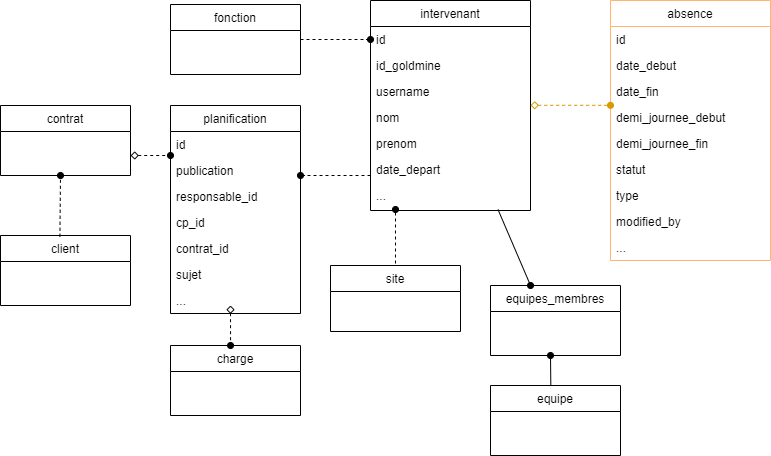 fonction
intervenant
id
id_goldmine
username
nom
prenom
date_depart
...
absence
id
date_debut
date_fin
demi_journee_debut
demi_journee_fin
statut
type
modified_by
...
contrat
planification
id
publication
responsable_id
cp_id
contrat_id
sujet
...
client
site
equipes_membres
charge
equipe